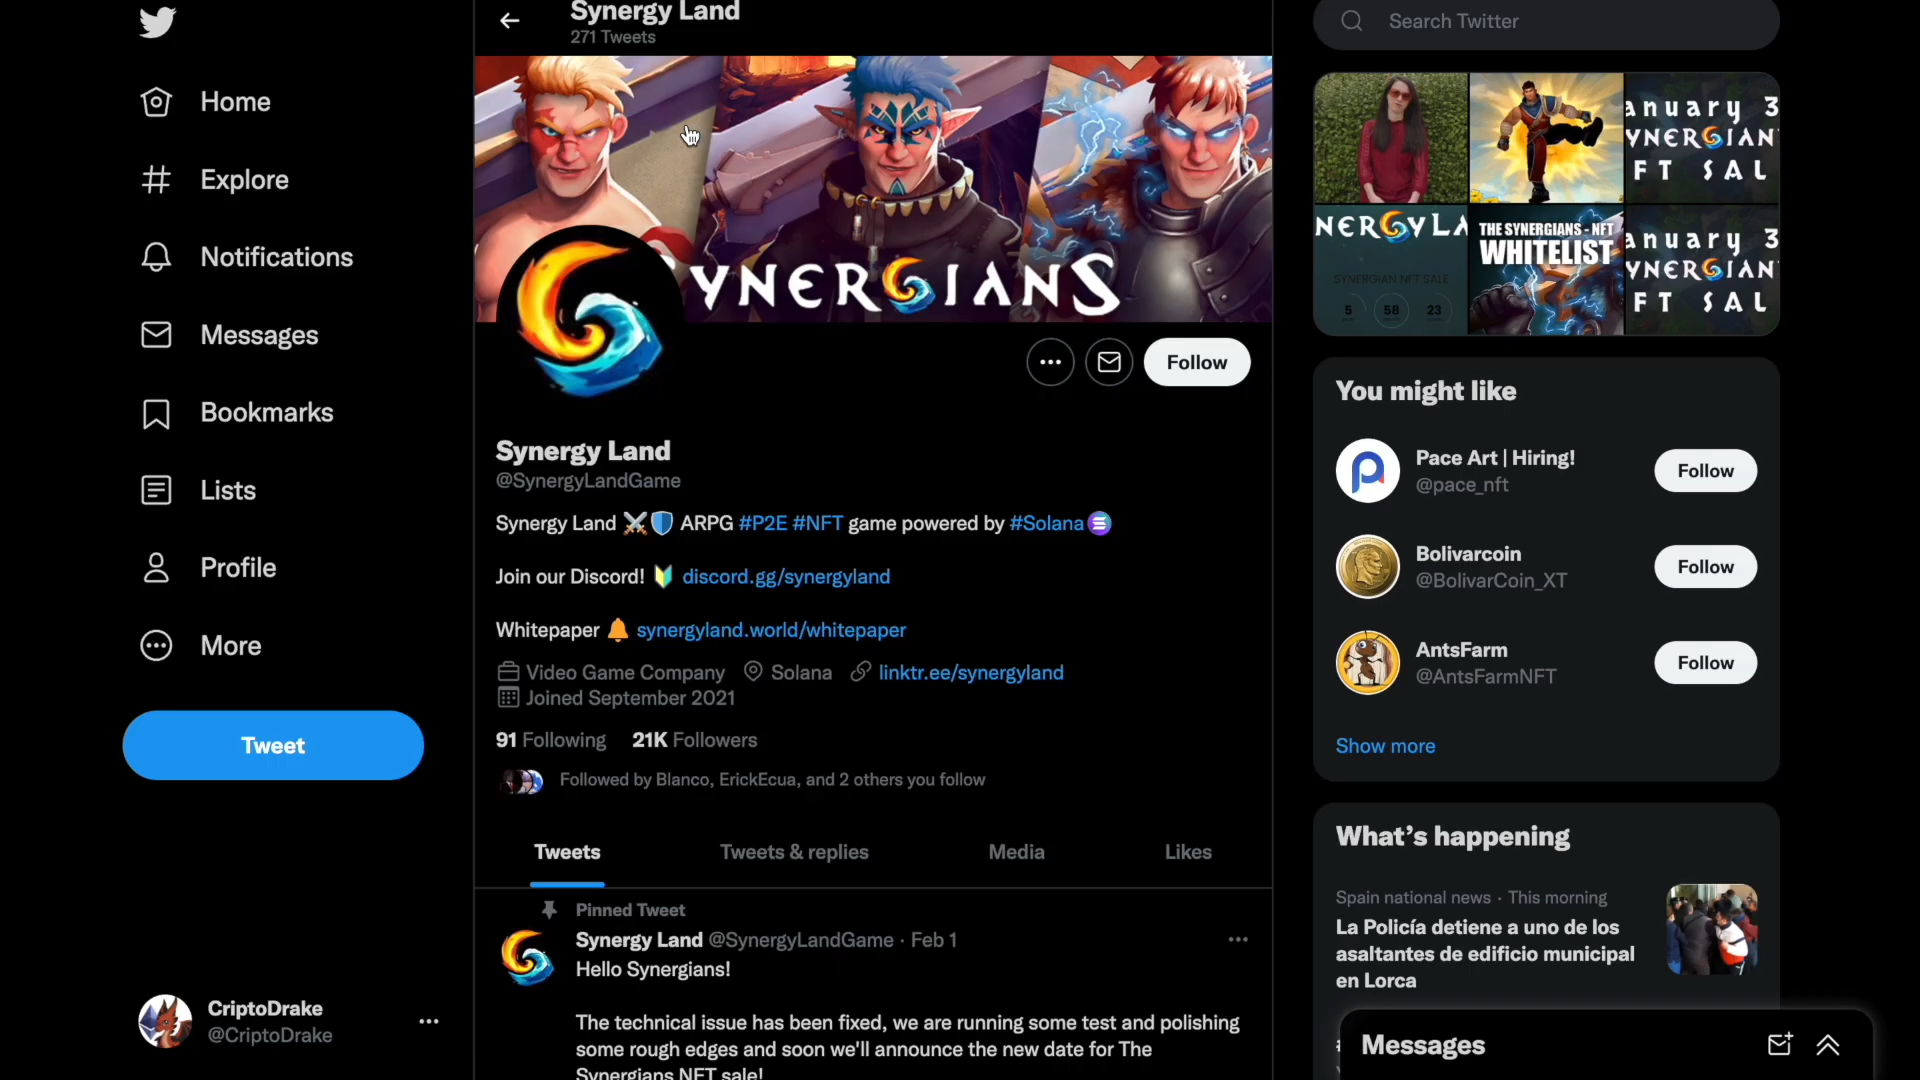 Home
Explore
Notifications
Messages
Bookmarks
Lists
Profile
More
Tweet
CriptoDrake
@CriptoDrake
Synergy Land
271 Tweets
YNERGIANS
Follow
Synergy Land
@SynergyLandGame
Synergy Land ⚔️🛡️ ARPG #P2E #NFT game powered by #Solana
Join our Discord! 🔰 discord.gg/synergyland
Whitepaper 🔔 synergyland.world/whitepaper
Video Game Company Solana linktr.ee/synergyland
Joined September 2021
91 Following 21K Followers
Followed by Blanco, ErickEcua, and 2 others you follow
Tweets Tweets & replies Media Likes
Pinned Tweet
Synergy Land @SynergyLandGame · Feb 1
Hello Synergians!
The technical issue has been fixed, we are running some test and polishing
some rough edges and soon we'll announce the new date for The
Synergians NFT sale!
Search Twitter
anuary 3
YNERGIAN
FT SAL
NERGYLA
SYNERGIAN NFT SALE
5 58 23
THE SYNERGIANS - NFT
WHITELIST
anuary 3
YNERGIAN
FT SAL
You might like
Pace Art | Hiring!
@pace_nft
Follow
Bolivarcoin
@BolivarCoin_XT
Follow
AntsFarm
@AntsFarmNFT
Follow
Show more
What's happening
Spain national news · This morning
La Policía detiene a uno de los
asaltantes de edificio municipal
en Lorca
Messages